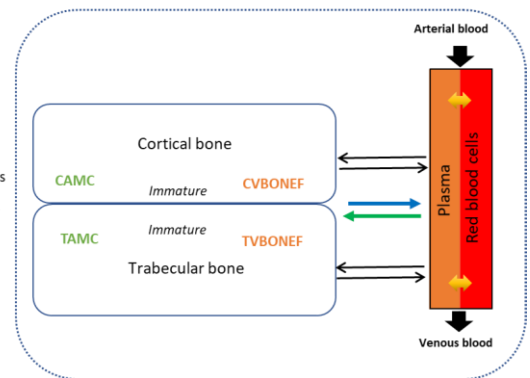 Arterial blood
Cortical bone
s
CAMC
Immature
CVBONEF
TAMC
Immature
TVBONEF
Trabecular bone
Plasma
Red blood cells
Venous blood